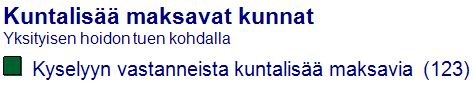 Kuntalisää maksavat kunnat
Yksityisen hoidon tuen kohdalla
Kyselyyn vastanneista kuntalisää maksavia (123)